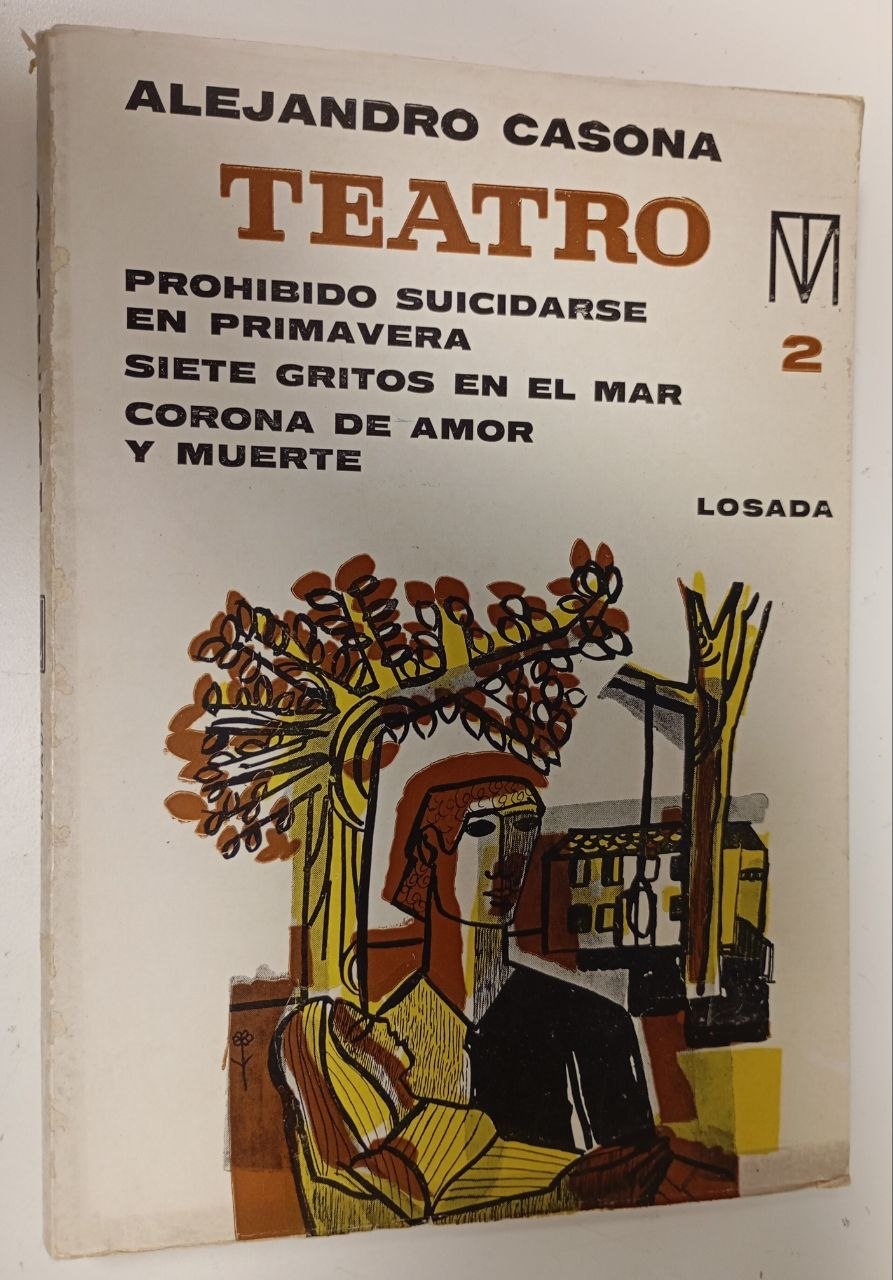 ALEJANDRO CASONA
TEATRO
PROHIBIDO SUICIDARSE
EN PRIMAVERA
SIETE GRITOS EN EL MAR
CORONA DE AMOR
Y MUERTE
2
LOSADA